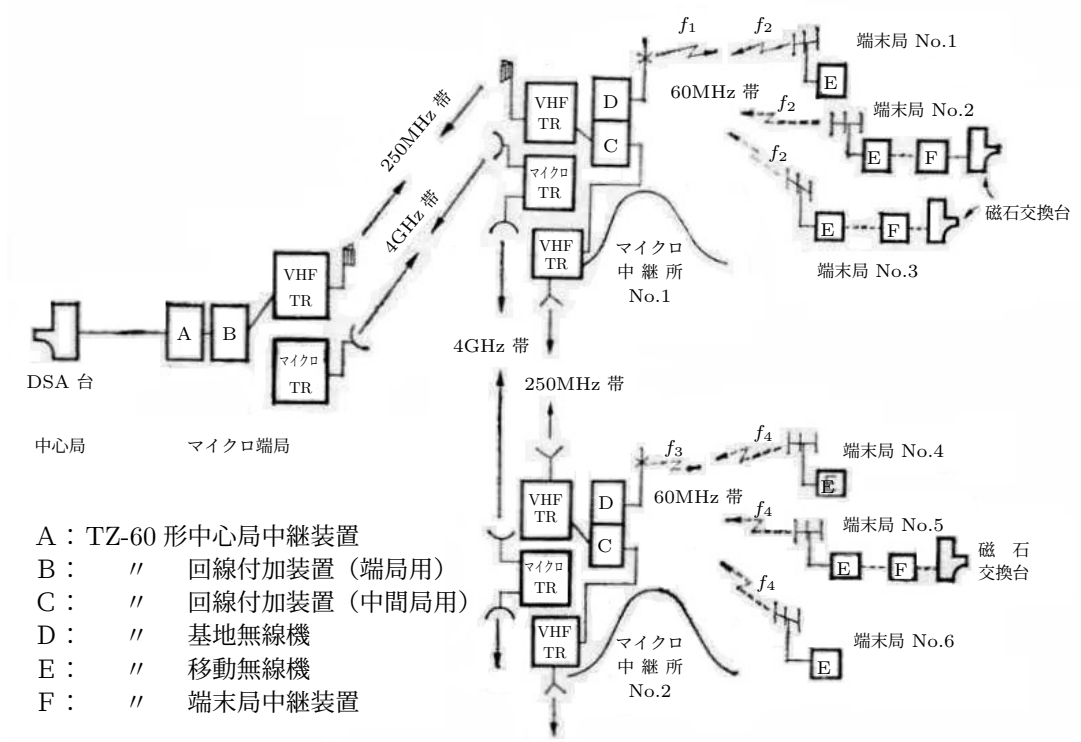 f₁
f₂
端末局 No.1
E
D
C
VHF
TR
60MHz 帯
f₂
端末局 No.2
E
F
磁石交換台
250MHz 帯
マイクロ
TR
f₂
E
F
端末局 No.3
4GHz 帯
VHF
TR
マイクロ
中 継 所
No.1
VHF
TR
A
B
マイクロ
TR
DSA 台
中心局
マイクロ端局
4GHz 帯
250MHz 帯
f₃
f₄
端末局 No.4
E
60MHz 帯
VHF
TR
D
C
f₄
端末局 No.5
E
F
磁 石
交換台
マイクロ
TR
f₄
端末局 No.6
E
VHF
TR
マイクロ
中 継 所
No.2
A：TZ-60 形中心局中継装置
B： 〃 回線付加装置（端局用）
C： 〃 回線付加装置（中間局用）
D： 〃 基地無線機
E： 〃 移動無線機
F： 〃 端末局中継装置